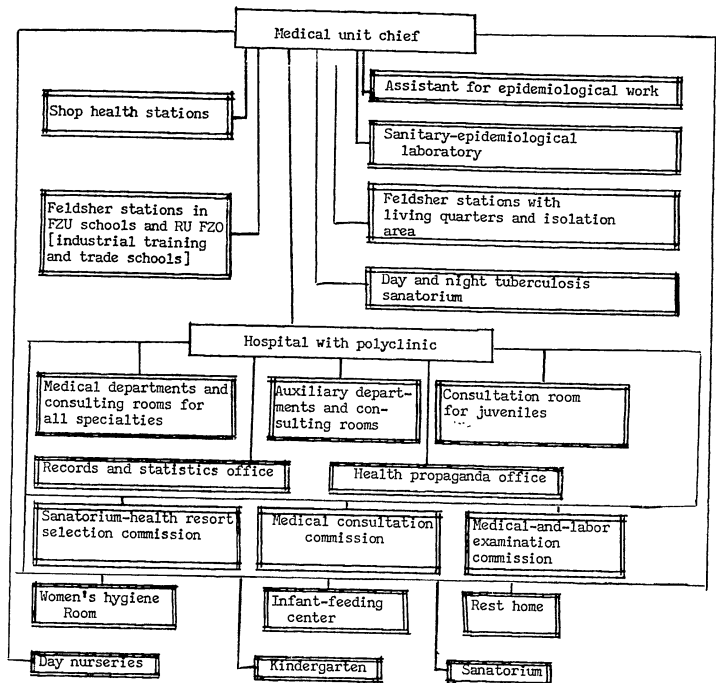 Medical unit chief
Shop health stations
Assistant for epidemiological work
Sanitary-epidemiological
laboratory
Feldsher stations in
FZU schools and RU FZO
[industrial training
and trade schools]
Feldsher stations with
living quarters and isolation
area
Day and night tuberculosis
sanatorium
Hospital with polyclinic
Medical departments and
consulting rooms for
all specialties
Auxiliary depart-
ments and con-
sulting rooms
Consultation room
for juveniles
Records and statistics office
Health propaganda office
Sanatorium-health resort
selection commission
Medical consultation
commission
Medical-and-labor
examination
commission
Women's hygiene
Room
Infant-feeding
center
Rest home
Day nurseries
Kindergarten
Sanatorium